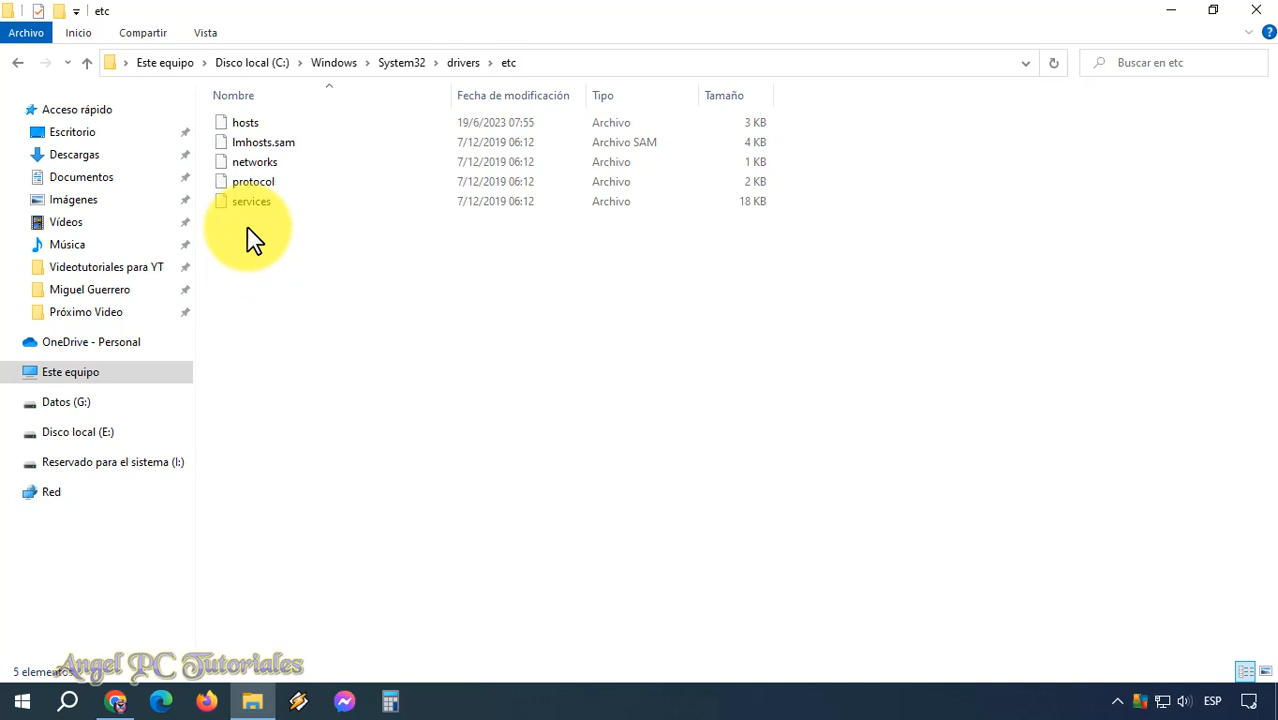 etc
Archivo Inicio Compartir Vista
Este equipo Disco local (C:) Windows System32 drivers etc
Buscar en etc
Nombre Fecha de modificación Tipo Tamaño
hosts 19/6/2023 07:55 Archivo 3 KB
lmhosts.sam 7/12/2019 06:12 Archivo SAM 4 KB
networks 7/12/2019 06:12 Archivo 1 KB
protocol 7/12/2019 06:12 Archivo 2 KB
services 7/12/2019 06:12 Archivo 18 KB
Acceso rápido
Escritorio
Descargas
Documentos
Imágenes
Vídeos
Música
Videotutoriales para YT
Miguel Guerrero
Próximo Video
OneDrive - Personal
Este equipo
Datos (G:)
Disco local (E:)
Reservado para el sistema (I:)
Red
5 elementos
Angel PC Tutoriales
ESP